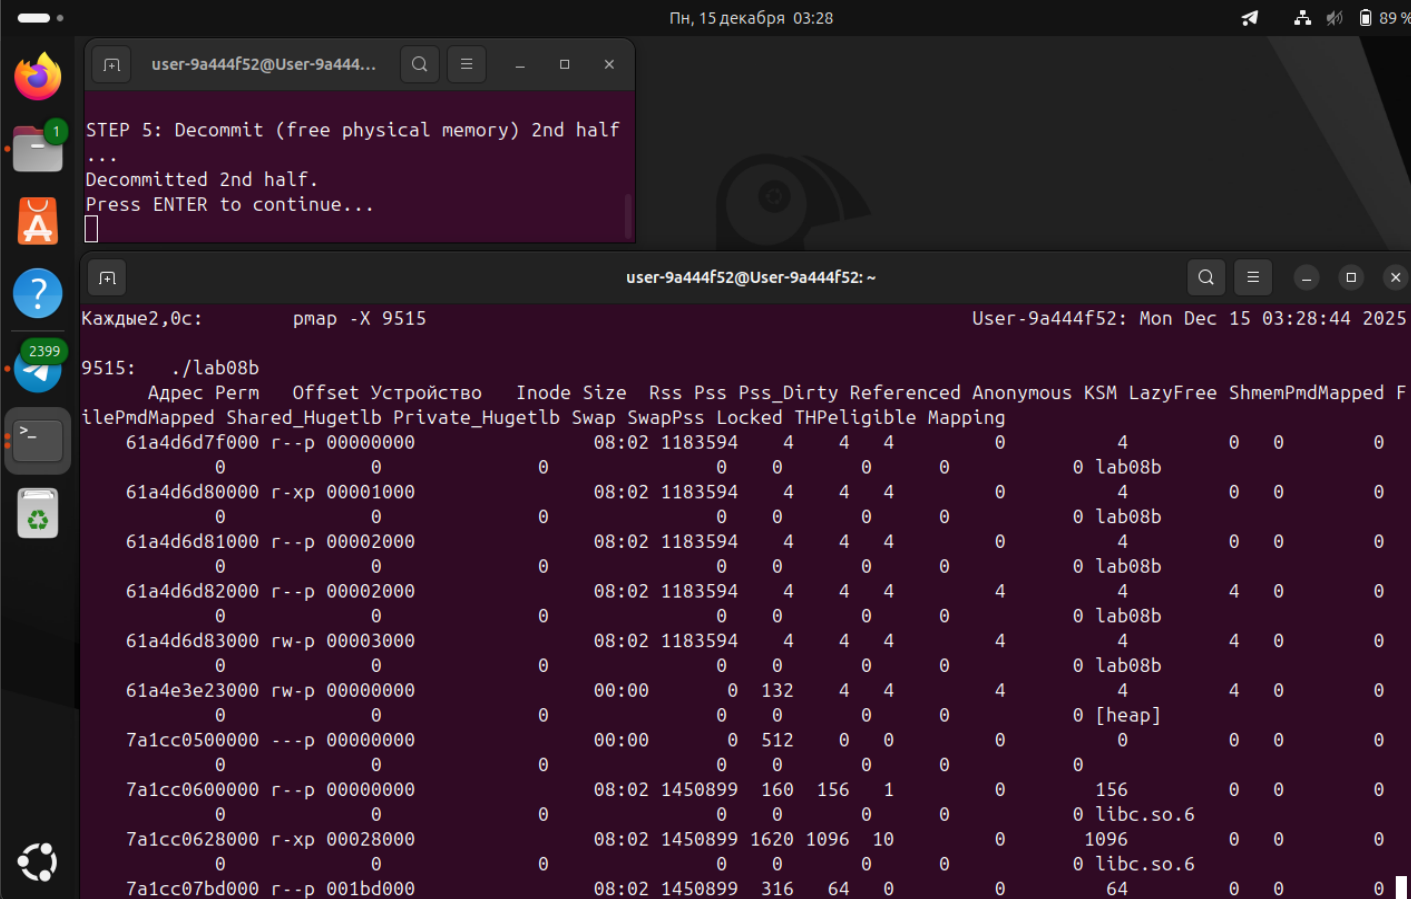 Пн, 15 декабря 03:28
89 %
user-9a444f52@User-9a444...
1
STEP 5: Decommit (free physical memory) 2nd half
...
Decommitted 2nd half.
Press ENTER to continue...
user-9a444f52@User-9a444f52: ~
Каждые2,0с: pmap -X 9515 User-9a444f52: Mon Dec 15 03:28:44 2025
2399
9515: ./lab08b
Адрес Perm Offset Устройство Inode Size Rss Pss Pss_Dirty Referenced Anonymous KSM LazyFree ShmemPmdMapped F
ilePmdMapped Shared_Hugetlb Private_Hugetlb Swap SwapPss Locked THPeligible Mapping
61a4d6d7f000 r--p 00000000 08:02 1183594 4 4 4 0 4 0 0 0
0 0 0 0 0 0 0 0 lab08b
61a4d6d80000 r-xp 00001000 08:02 1183594 4 4 4 0 4 0 0 0
0 0 0 0 0 0 0 0 lab08b
61a4d6d81000 r--p 00002000 08:02 1183594 4 4 4 0 4 0 0 0
0 0 0 0 0 0 0 0 lab08b
61a4d6d82000 r--p 00002000 08:02 1183594 4 4 4 4 4 4 0 0
0 0 0 0 0 0 0 0 lab08b
61a4d6d83000 rw-p 00003000 08:02 1183594 4 4 4 4 4 4 0 0
0 0 0 0 0 0 0 0 lab08b
61a4e3e23000 rw-p 00000000 00:00 0 132 4 4 4 4 4 0 0
0 0 0 0 0 0 0 0 [heap]
7a1cc0500000 ---p 00000000 00:00 0 512 0 0 0 0 0 0 0
0 0 0 0 0 0 0 0
7a1cc0600000 r--p 00000000 08:02 1450899 160 156 1 0 156 0 0 0
0 0 0 0 0 0 0 0 libc.so.6
7a1cc0628000 r-xp 00028000 08:02 1450899 1620 1096 10 0 1096 0 0 0
0 0 0 0 0 0 0 0 libc.so.6
7a1cc07bd000 r--p 001bd000 08:02 1450899 316 64 0 0 64 0 0 0